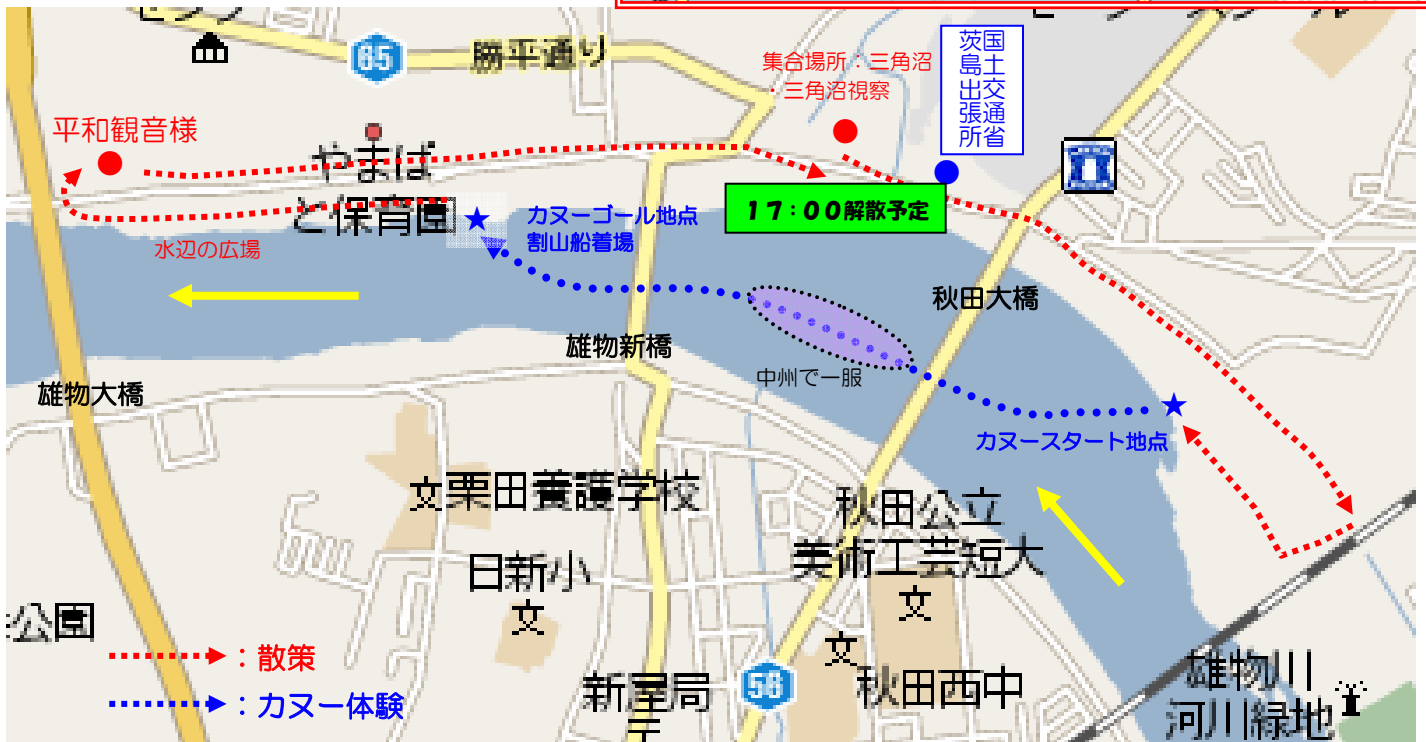 65
勝平通り
集合場所：三角沼
・三角沼視察
国土交通省
茨島出張所
平和観音様
やまば
と保育園
カヌーゴール地点
割山船着場
１７：００解散予定
水辺の広場
秋田大橋
雄物新橋
中州で一服
雄物大橋
カヌースタート地点
文栗田養護学校
秋田公立
美術工芸短大
日新小
文
文
文
公園
：散策
：カヌー体験
新屋局
56
秋田西中
雄物川
河川緑地